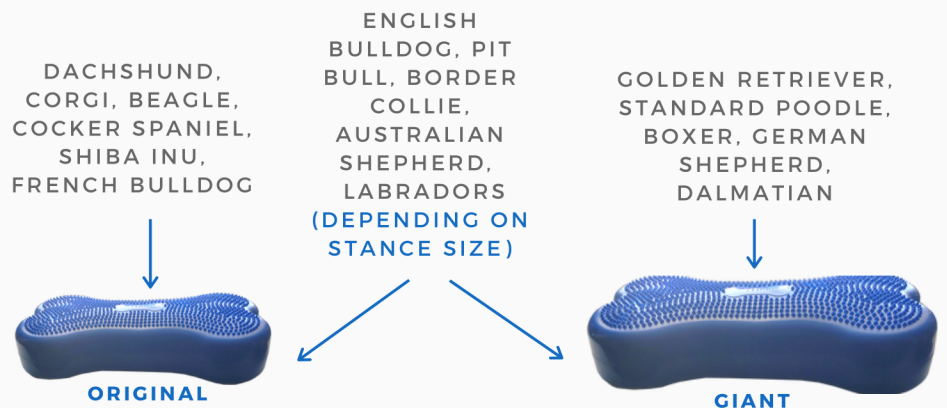 DACHSHUND,
CORGI, BEAGLE,
COCKER SPANIEL,
SHIBA INU,
FRENCH BULLDOG
ENGLISH
BULLDOG, PIT
BULL, BORDER
COLLIE,
AUSTRALIAN
SHEPHERD,
LABRADORS
(DEPENDING ON
STANCE SIZE)
GOLDEN RETRIEVER,
STANDARD POODLE,
BOXER, GERMAN
SHEPHERD,
DALMATIAN
ORIGINAL
GIANT